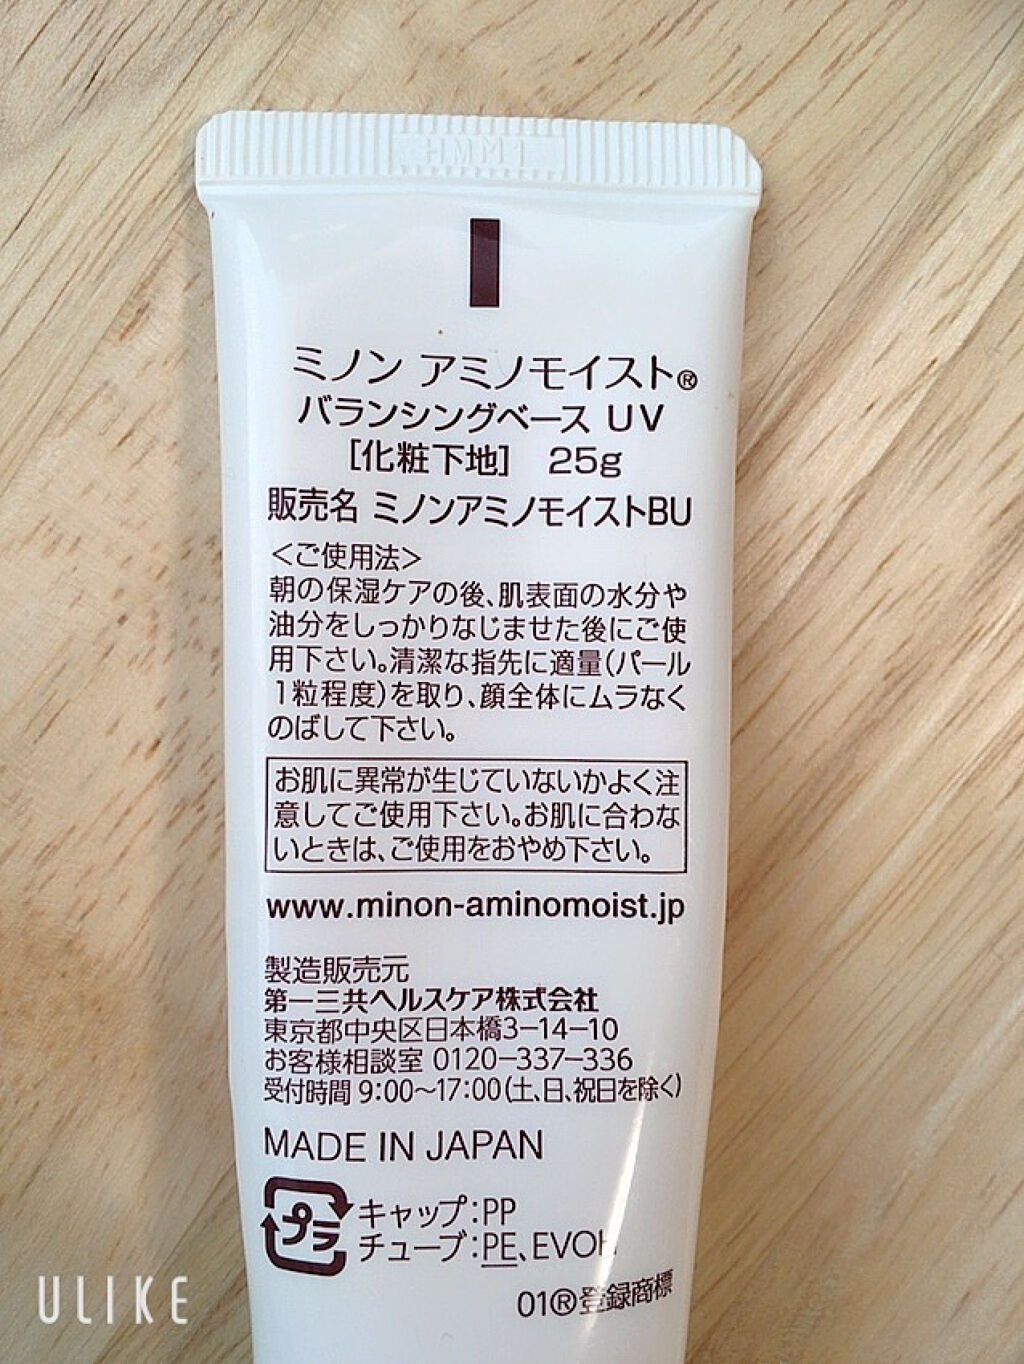 HMM1
ミノン アミノモイスト®
バランシングベース UV
[化粧下地] 25g
販売名 ミノンアミノモイストBU
＜ご使用法＞
朝の保湿ケアの後、肌表面の水分や
油分をしっかりなじませた後にご使
用下さい。清潔な指先に適量(パール
1粒程度)を取り、顔全体にムラなく
のばして下さい。
お肌に異常が生じていないかよく注
意してご使用下さい。お肌に合わな
いときは、ご使用をおやめ下さい。
www.minon-aminomoist.jp
製造販売元
第一三共ヘルスケア株式会社
東京都中央区日本橋3−14−10
お客様相談室 0120−337−336
受付時間 9:00〜17:00(土、日、祝日を除く)
MADE IN JAPAN
プラ
キャップ:PP
チューブ:PE、EVOH
01®登録商標
ULIKE